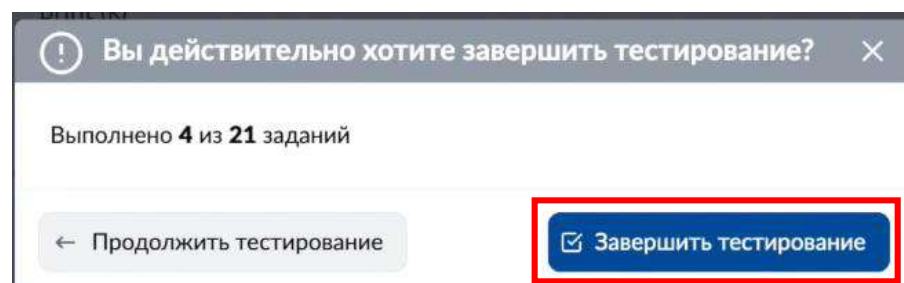 Вы действительно хотите завершить тестирование?
Выполнено 4 из 21 заданий
← Продолжить тестирование
Завершить тестирование